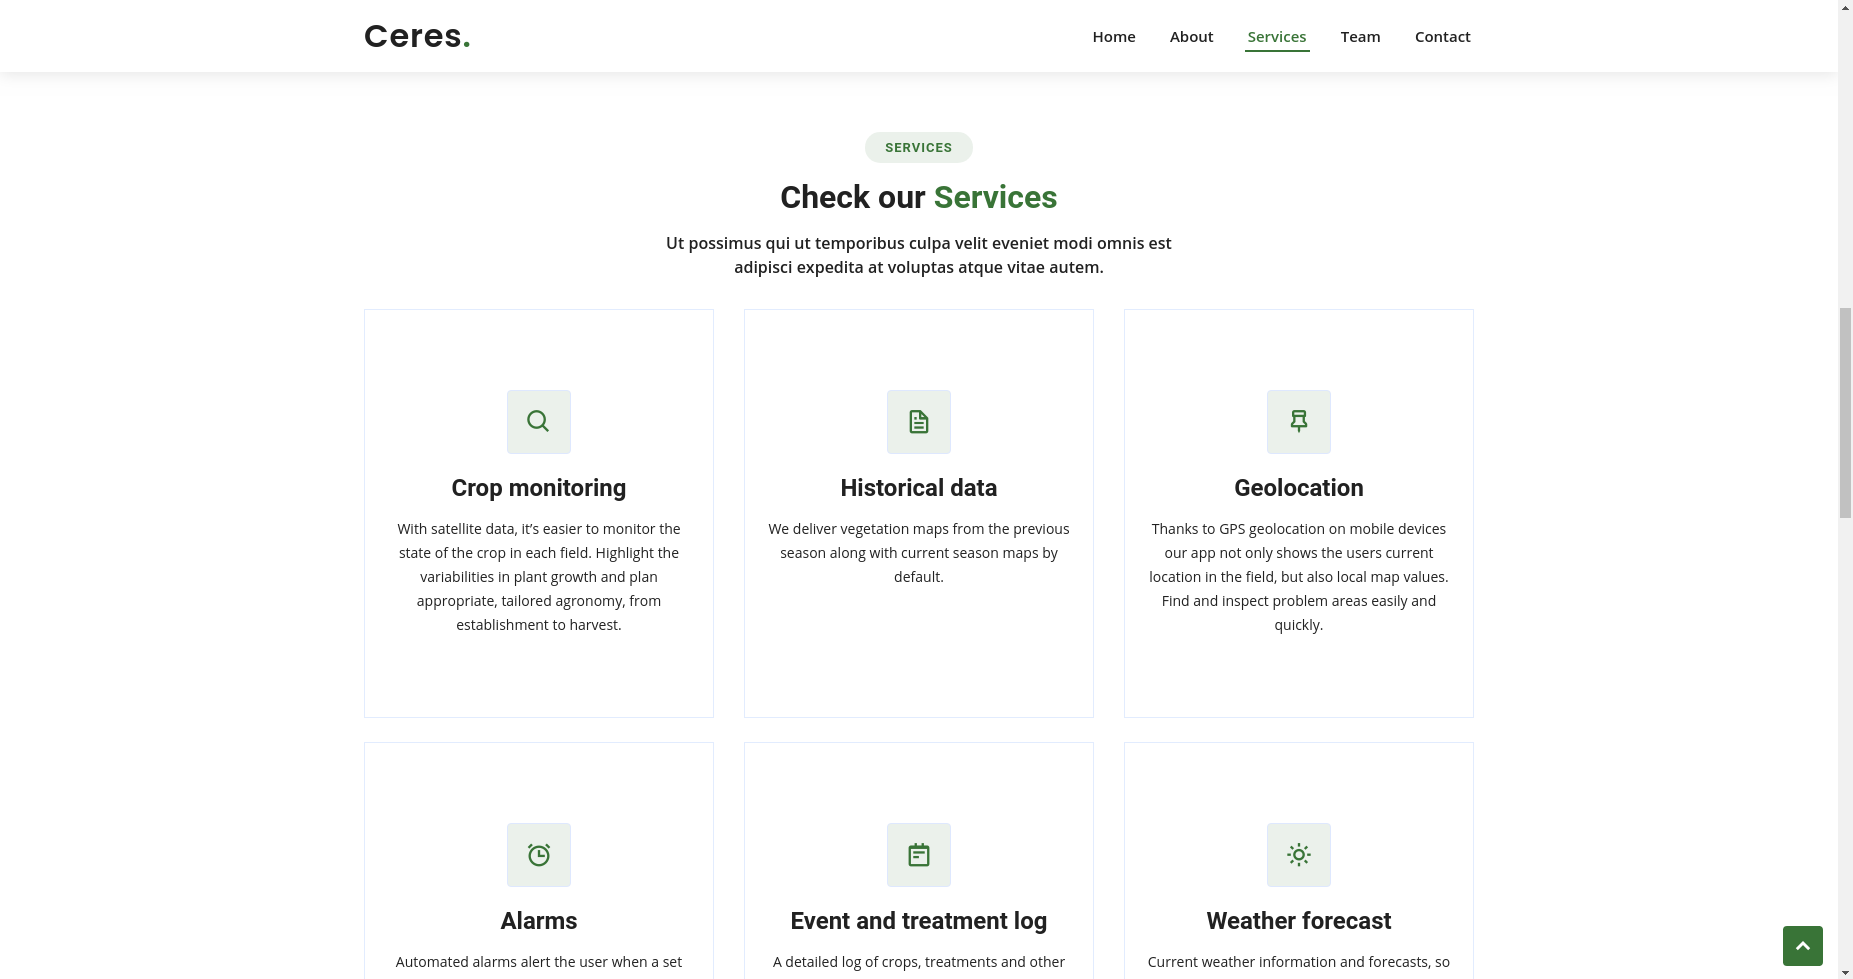 Ceres.
Home About Services Team Contact
SERVICES
Check our Services
Ut possimus qui ut temporibus culpa velit eveniet modi omnis est
adipisci expedita at voluptas atque vitae autem.
Crop monitoring
With satellite data, it’s easier to monitor the
state of the crop in each field. Highlight the
variabilities in plant growth and plan
appropriate, tailored agronomy, from
establishment to harvest.
Historical data
We deliver vegetation maps from the previous
season along with current season maps by
default.
Geolocation
Thanks to GPS geolocation on mobile devices
our app not only shows the users current
location in the field, but also local map values.
Find and inspect problem areas easily and
quickly.
Alarms
Automated alarms alert the user when a set
Event and treatment log
A detailed log of crops, treatments and other
Weather forecast
Current weather information and forecasts, so